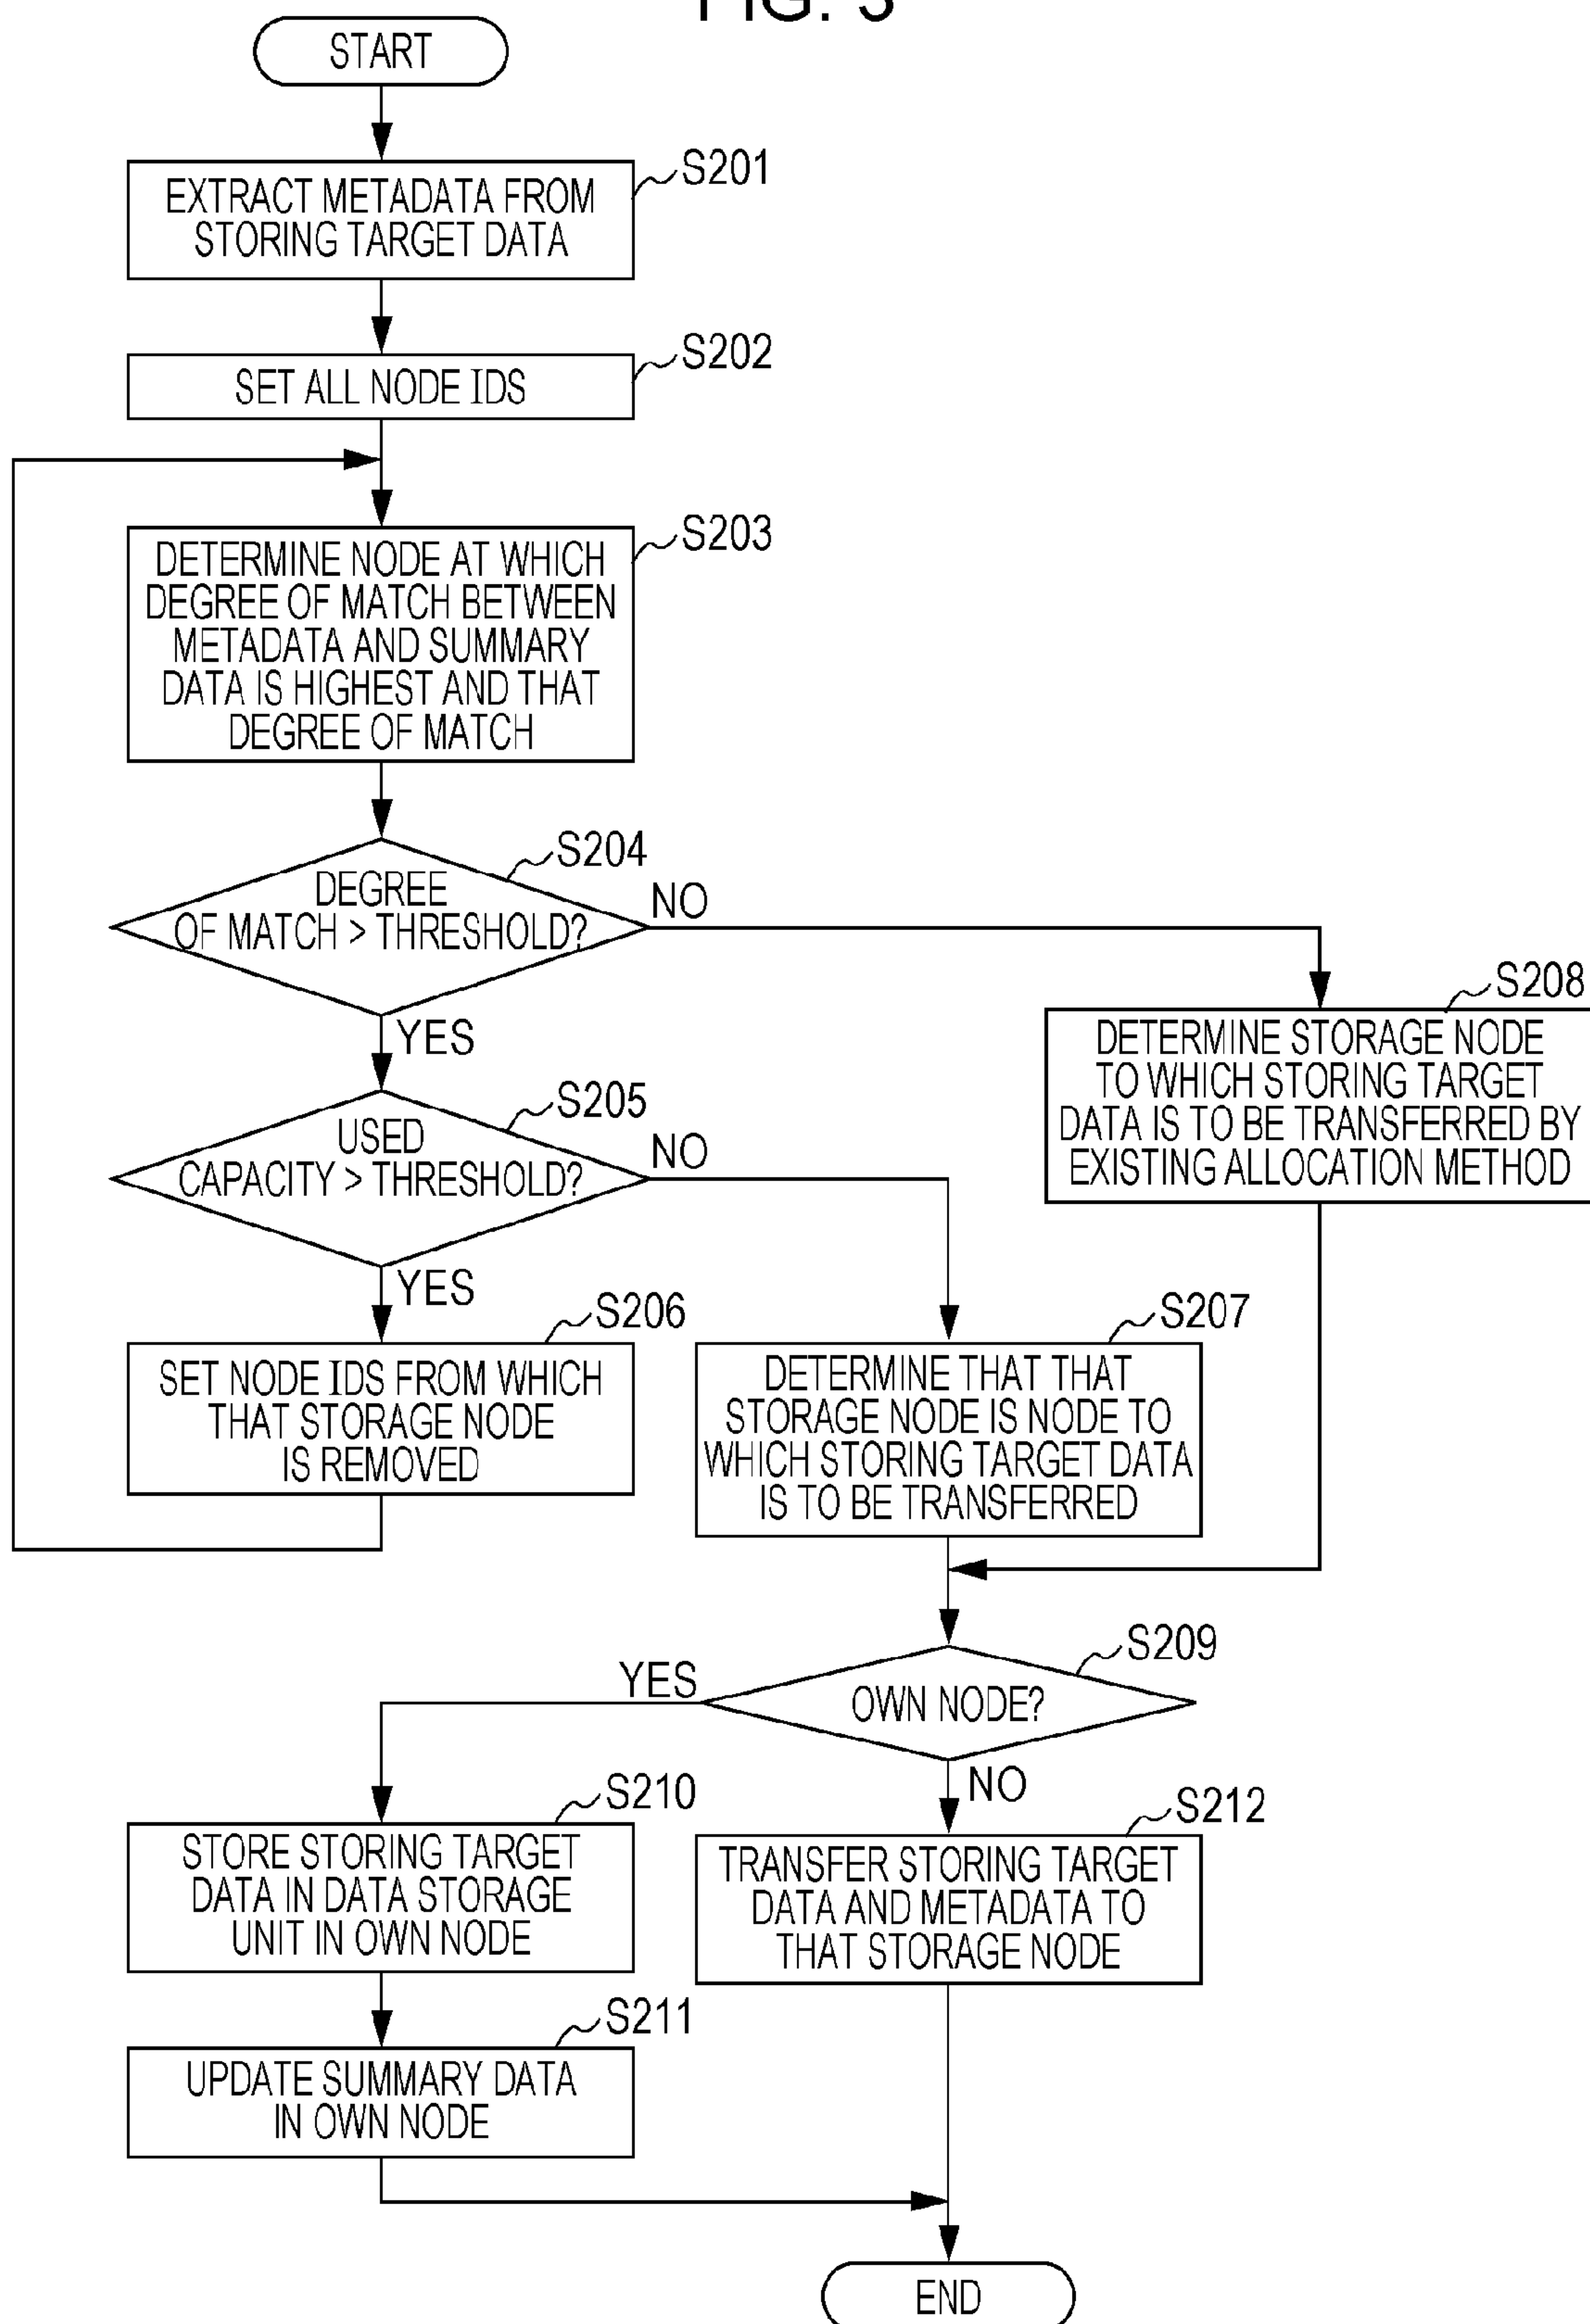 FIG. 3
START
S201
EXTRACT METADATA FROM
STORING TARGET DATA
S202
SET ALL NODE IDS
S203
DETERMINE NODE AT WHICH
DEGREE OF MATCH BETWEEN
METADATA AND SUMMARY
DATA IS HIGHEST AND THAT
DEGREE OF MATCH
S204
DEGREE
OF MATCH > THRESHOLD?
NO
YES
S208
DETERMINE STORAGE NODE
TO WHICH STORING TARGET
DATA IS TO BE TRANSFERRED BY
EXISTING ALLOCATION METHOD
S205
USED
CAPACITY > THRESHOLD?
NO
YES
S206
SET NODE IDS FROM WHICH
THAT STORAGE NODE
IS REMOVED
S207
DETERMINE THAT THAT
STORAGE NODE IS NODE TO
WHICH STORING TARGET DATA
IS TO BE TRANSFERRED
S209
OWN NODE?
YES
NO
S210
STORE STORING TARGET
DATA IN DATA STORAGE
UNIT IN OWN NODE
S212
TRANSFER STORING TARGET
DATA AND METADATA TO
THAT STORAGE NODE
S211
UPDATE SUMMARY DATA
IN OWN NODE
END